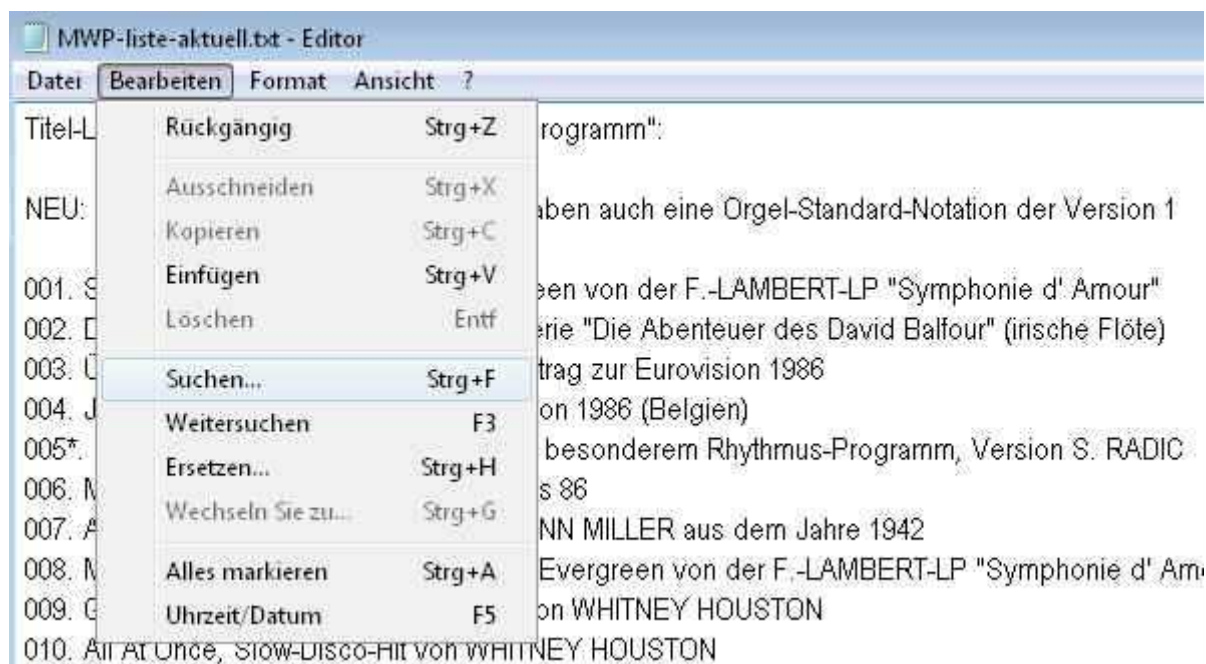 MWP-liste-aktuell.txt - Editor
Datei Bearbeiten Format Ansicht ?
Titel-L rogramm":
Rückgängig Strg+Z
Ausschneiden Strg+X
NEU: aben auch eine Orgel-Standard-Notation der Version 1
Kopieren Strg+C
Einfügen Strg+V
001. S een von der F.-LAMBERT-LP "Symphonie d' Amour"
Löschen Entf
002. D erie "Die Abenteuer des David Balfour" (irische Flöte)
003. Ü trag zur Eurovision 1986
Suchen... Strg+F
004. J on 1986 (Belgien)
Weitersuchen F3
005*. besonderem Rhythmus-Programm, Version S. RADIC
Ersetzen... Strg+H
006. M s 86
Wechseln Sie zu... Strg+G
007. A NN MILLER aus dem Jahre 1942
008. M Evergreen von der F.-LAMBERT-LP "Symphonie d' Am
Alles markieren Strg+A
009. G on WHITNEY HOUSTON
Uhrzeit/Datum F5
010. All At Once, Slow-Disco-Hit von WHITNEY HOUSTON